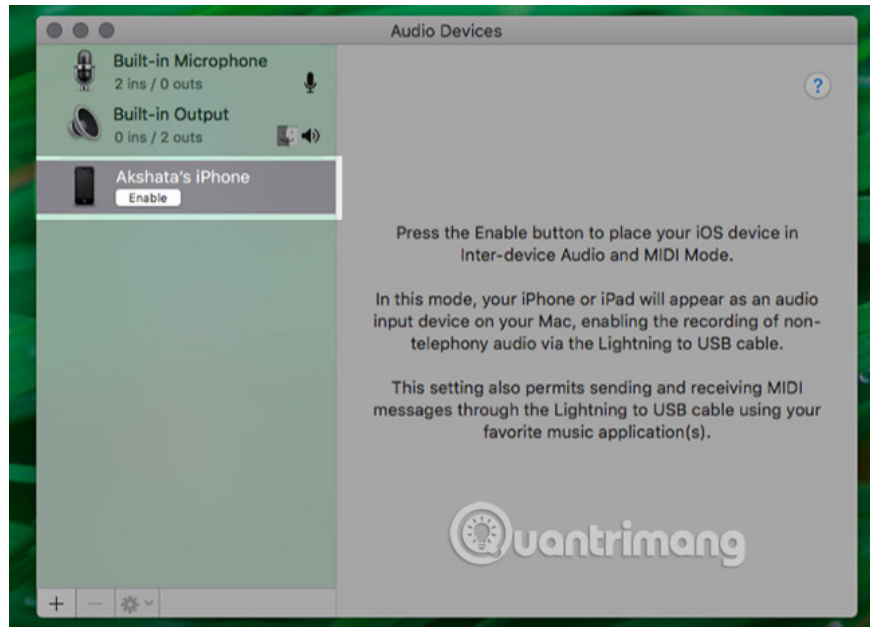 Audio Devices
Built-in Microphone
2 ins / 0 outs
Built-in Output
0 ins / 2 outs
Akshata's iPhone
Enable
?
Press the Enable button to place your iOS device in
Inter-device Audio and MIDI Mode.
In this mode, your iPhone or iPad will appear as an audio
input device on your Mac, enabling the recording of non-
telephony audio via the Lightning to USB cable.
This setting also permits sending and receiving MIDI
messages through the Lightning to USB cable using your
favorite music application(s).
Quantrimang